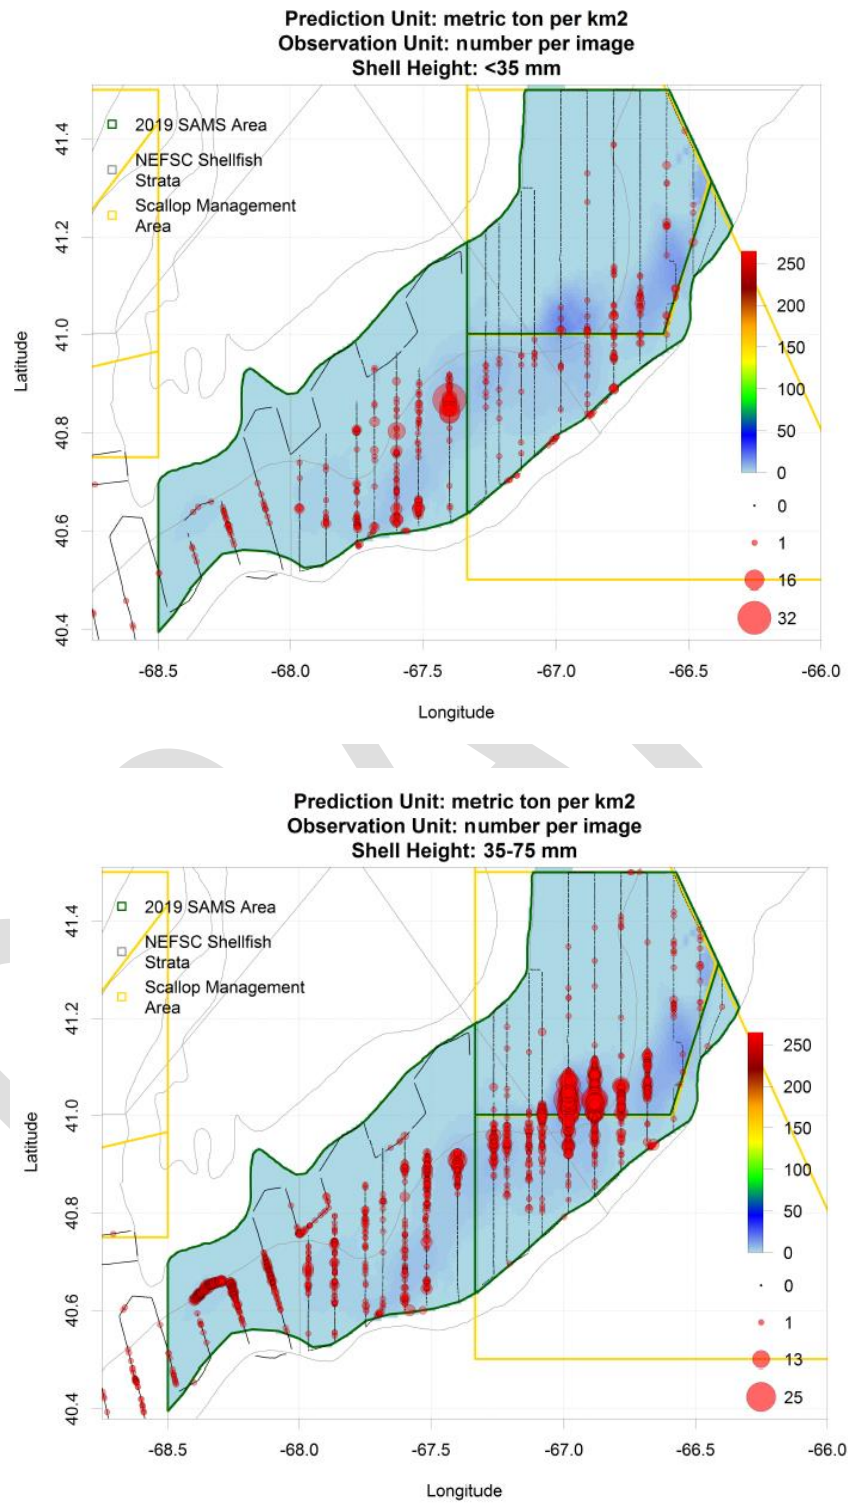 Prediction Unit: metric ton per km2
Observation Unit: number per image
Shell Height: <35 mm
2019 SAMS Area
NEFSC Shellfish
Strata
Scallop Management
Area
41.4
41.2
41.0
40.8
40.6
40.4
Latitude
250
200
150
100
50
0
0
1
16
32
-68.5
-68.0
-67.5
-67.0
-66.5
-66.0
Longitude
Prediction Unit: metric ton per km2
Observation Unit: number per image
Shell Height: 35-75 mm
2019 SAMS Area
NEFSC Shellfish
Strata
Scallop Management
Area
41.4
41.2
41.0
40.8
40.6
40.4
Latitude
250
200
150
100
50
0
0
1
13
25
-68.5
-68.0
-67.5
-67.0
-66.5
-66.0
Longitude